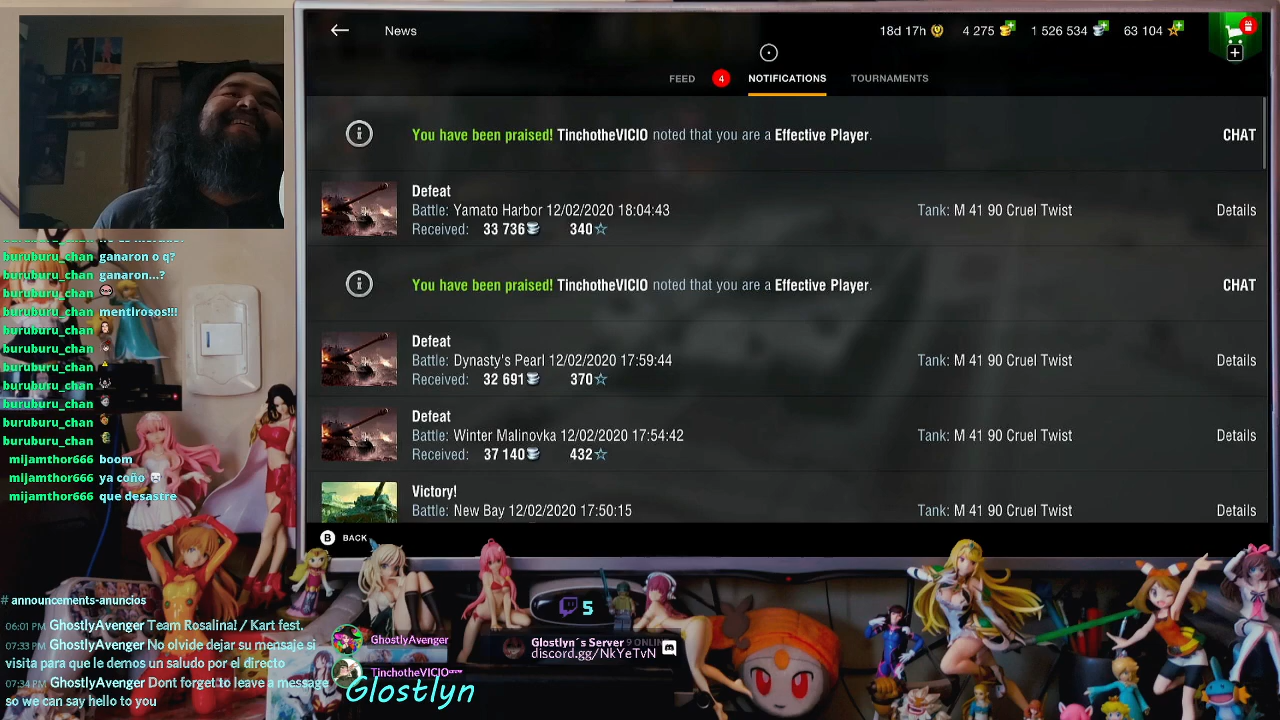 News
18d 17h
4 275
1 526 534
63 104
FEED
4
NOTIFICATIONS
TOURNAMENTS
You have been praised! TinchotheVICIO noted that you are a Effective Player.
CHAT
Defeat
Battle: Yamato Harbor 12/02/2020 18:04:43
Tank: M 41 90 Cruel Twist
Details
Received: 33 736 340
You have been praised! TinchotheVICIO noted that you are a Effective Player.
CHAT
Defeat
Battle: Dynasty's Pearl 12/02/2020 17:59:44
Tank: M 41 90 Cruel Twist
Details
Received: 32 691 370
Defeat
Battle: Winter Malinovka 12/02/2020 17:54:42
Tank: M 41 90 Cruel Twist
Details
Received: 37 140 432
Victory!
Battle: New Bay 12/02/2020 17:50:15
Tank: M 41 90 Cruel Twist
Details
B BACK
buruburu_chan ganaron o q?
buruburu_chan ganaron...?
buruburu_chan
buruburu_chan mentirosos!!!
buruburu_chan
buruburu_chan
buruburu_chan
buruburu_chan
buruburu_chan
buruburu_chan
buruburu_chan
mijamthor666 boom
mijamthor666 ya coño
mijamthor666 que desastre
# announcements-anuncios
06:01 PM GhostlyAvenger Team Rosalina! / Kart fest.
07:33 PM GhostlyAvenger No olvide dejar su mensaje si
visita para que le demos un saludo por el directo
07:34 PM GhostlyAvenger Dont forget to leave a message
so we can say hello to you
GhostlyAvenger
TinchotheVICIO
Glostlyn
5
Glostlyn´s Server 9 ONLIN
discord.gg/NkYeTvN